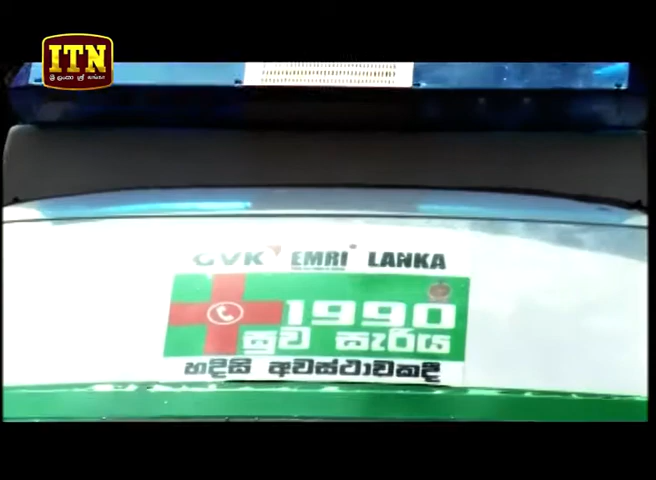 ITN
ශ්‍රී ලංකා
GVK EMRI LANKA
1990
සුව සැරිය
හදිසි අවස්ථාවකදී